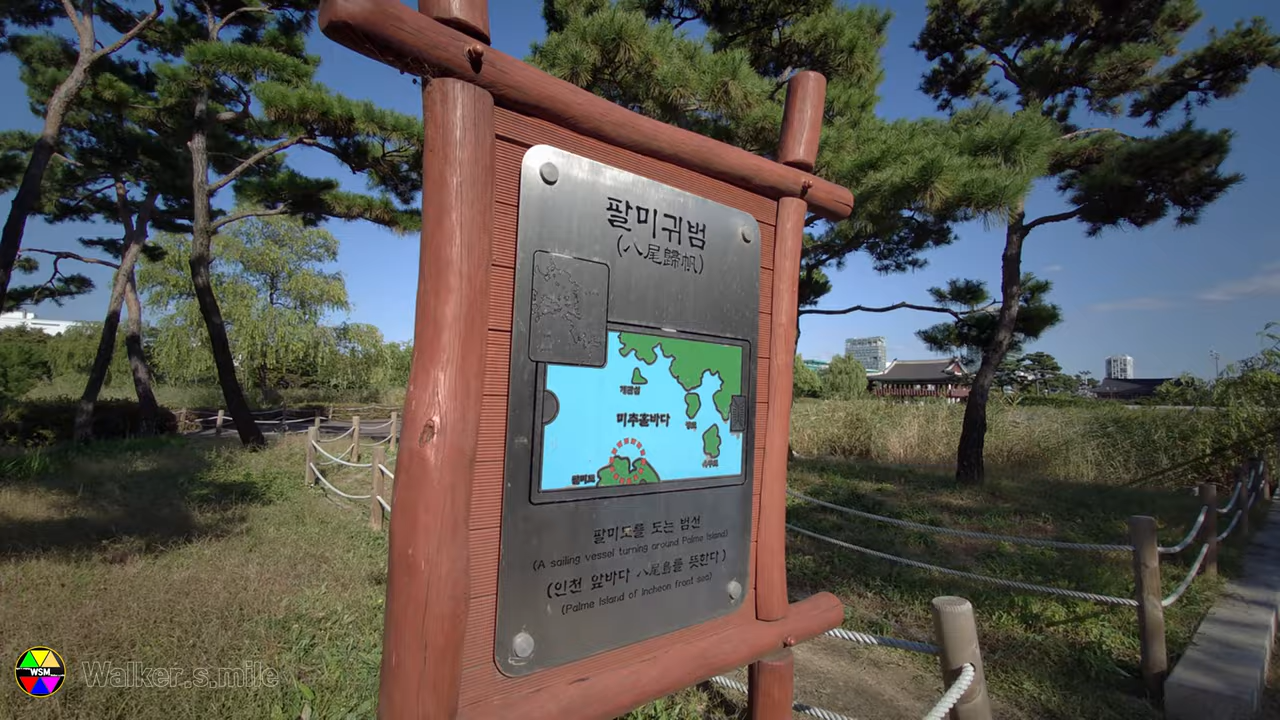 팔미귀범
(八尾歸帆)
미추홀바다
팔미도를 도는 범선
(A sailing vessel turning around Palme Island)
(인천 앞바다 八尾島를 뜻한다)
(Palme Island of Incheon front sea)
WSM
Walker.s.mile